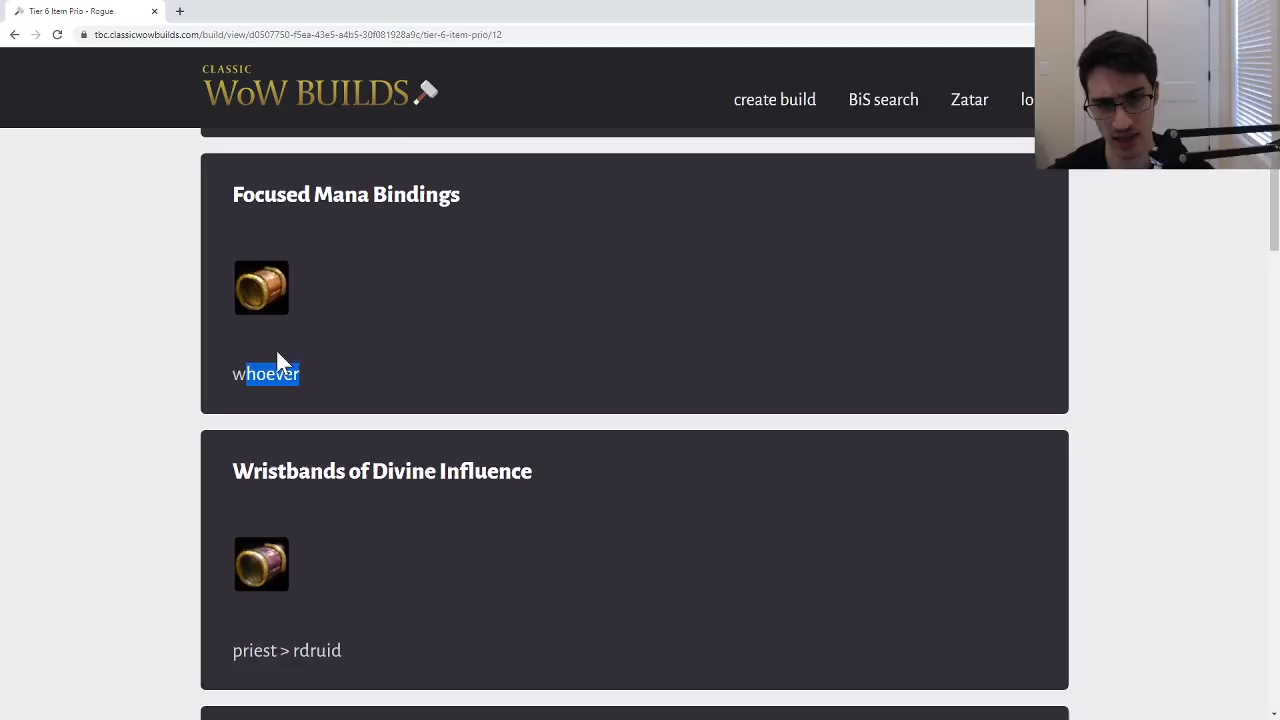 Tier 6 Item Prio - Rogue
tbc.classicwowbuilds.com/build/view/d0507750-f5ea-43e5-a4b5-30f081928a9c/tier-6-item-prio/12
CLASSIC
WoW BUILDS
create build BiS search Zatar lo
Focused Mana Bindings
whoever
Wristbands of Divine Influence
priest > rdruid